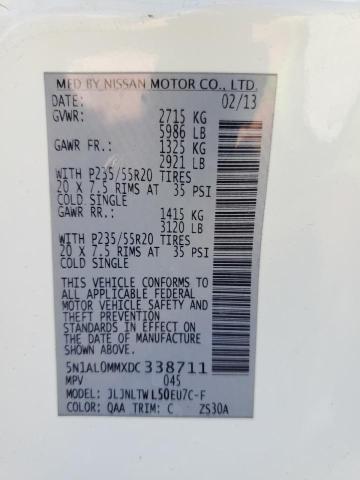 MFD BY NISSAN MOTOR CO., LTD.
DATE: 02/13
GVWR: 2715 KG
5986 LB
GAWR FR.: 1325 KG
2921 LB
WITH P235/55R20 TIRES
20 X 7.5 RIMS AT 35 PSI
COLD SINGLE
GAWR RR.: 1415 KG
3120 LB
WITH P235/55R20 TIRES
20 X 7.5 RIMS AT 35 PSI
COLD SINGLE
THIS VEHICLE CONFORMS TO
ALL APPLICABLE FEDERAL
MOTOR VEHICLE SAFETY AND
THEFT PREVENTION
STANDARDS IN EFFECT ON
THE DATE OF MANUFACTURE
SHOWN ABOVE.
5N1AL0MMXDC338711
MPV 045
MODEL: JLJNLTWL50EU7C-F
COLOR: QAA TRIM: C ZS30A